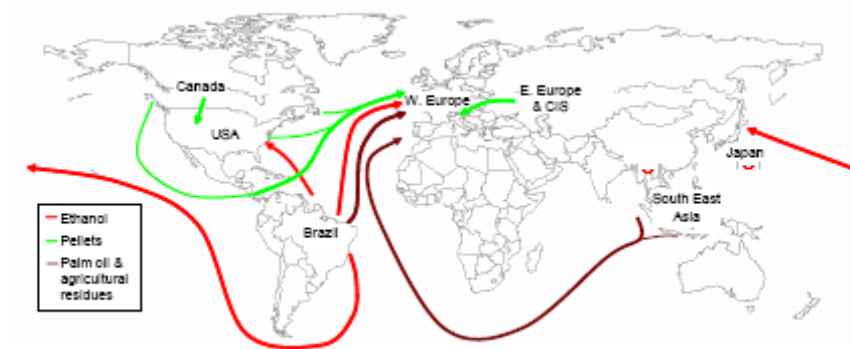 Canada
W. Europe
E. Europe
& CIS
USA
Japan
South East
Asia
Brazil
Ethanol
Pellets
Palm oil &
agricultural
residues